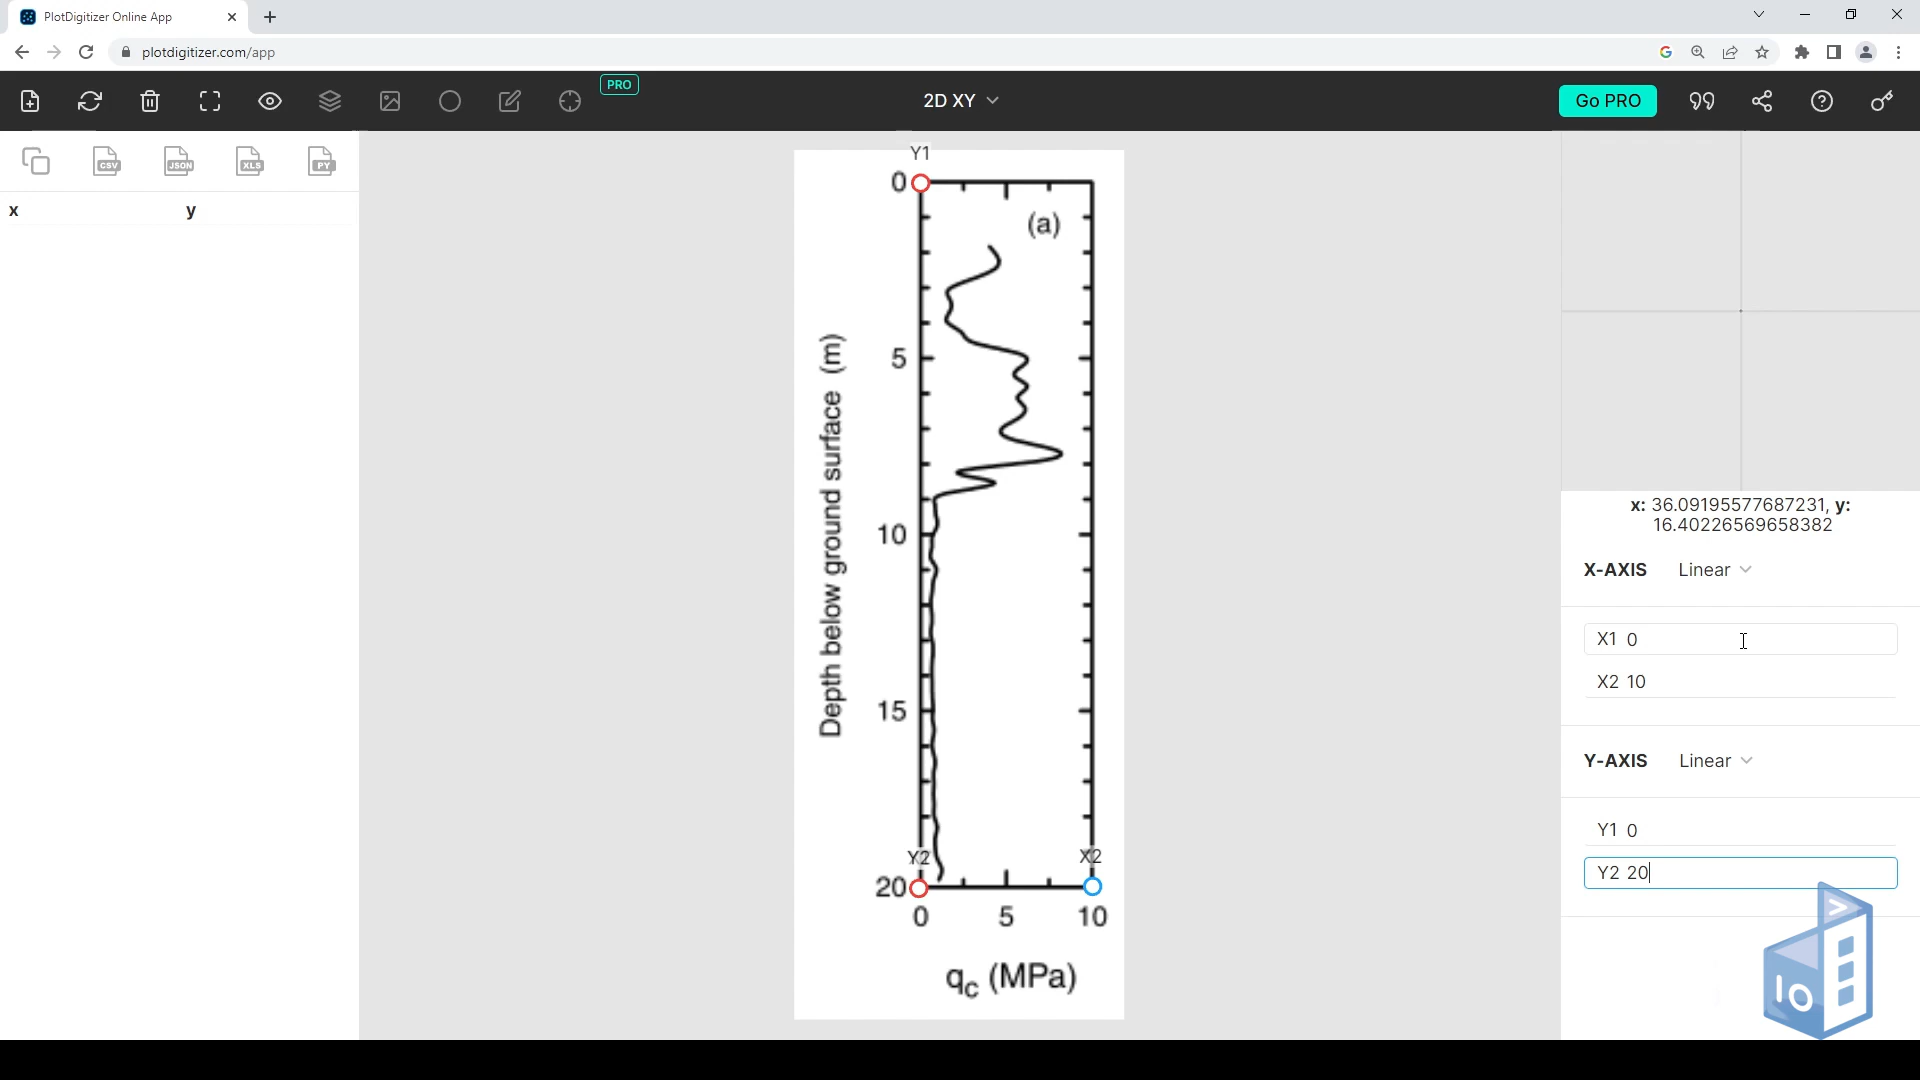 PlotDigitizer Online App
plotdigitizer.com/app
PRO
2D XY
Go PRO
CSV
JSON
XLS
PY
x y
Y1
0
(a)
5
10
15
20
Y2
X2
0 5 10
Depth below ground surface (m)
qc (MPa)
x: 36.09195577687231, y:
16.40226569658382
X-AXIS Linear
X1 0
X2 10
Y-AXIS Linear
Y1 0
Y2 20
>
Io